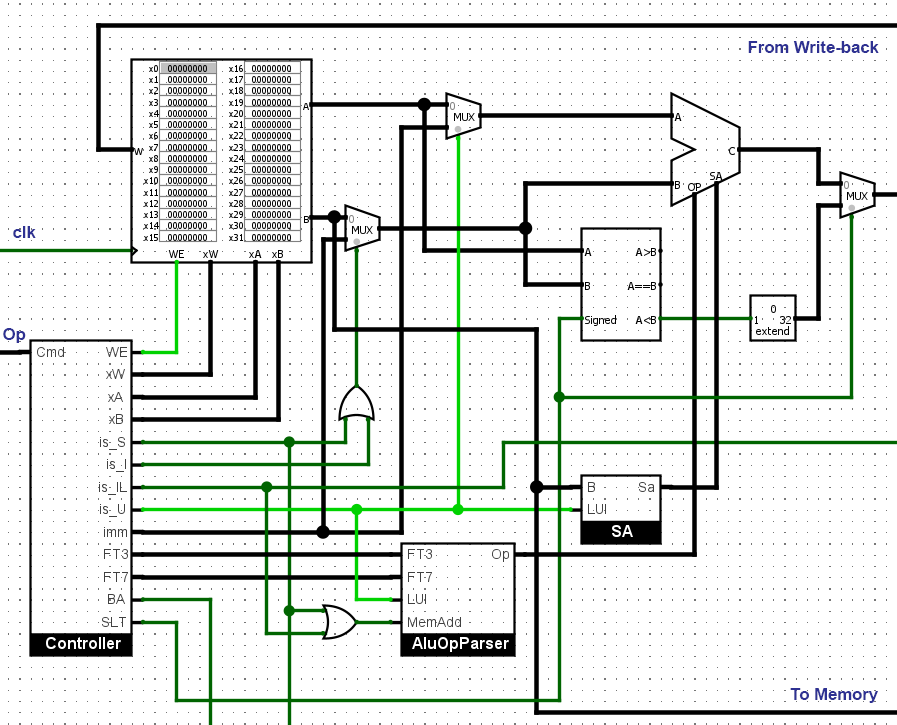 From Write-back
x0 00000000 x16 00000000
x1 00000000 x17 00000000
x2 00000000 x18 00000000
x3 00000000 x19 00000000
x4 00000000 x20 00000000
x5 00000000 x21 00000000
x6 00000000 x22 00000000
x7 00000000 x23 00000000
x8 00000000 x24 00000000
x9 00000000 x25 00000000
x10 00000000 x26 00000000
x11 00000000 x27 00000000
x12 00000000 x28 00000000
x13 00000000 x29 00000000
x14 00000000 x30 00000000
x15 00000000 x31 00000000
W
A
B
WE xW xA xB
clk
0
MUX
0
MUX
A
B
OP
SA
C
0
MUX
A A>B
B A==B
Signed A<B
0
1 32
extend
Op
Cmd WE
xW
xA
xB
is_S
is_I
is_IL
is_U
imm
FT3
FT7
BA
SLT
Controller
B Sa
LUI
SA
FT3 Op
FT7
LUI
MemAdd
AluOpParser
To Memory